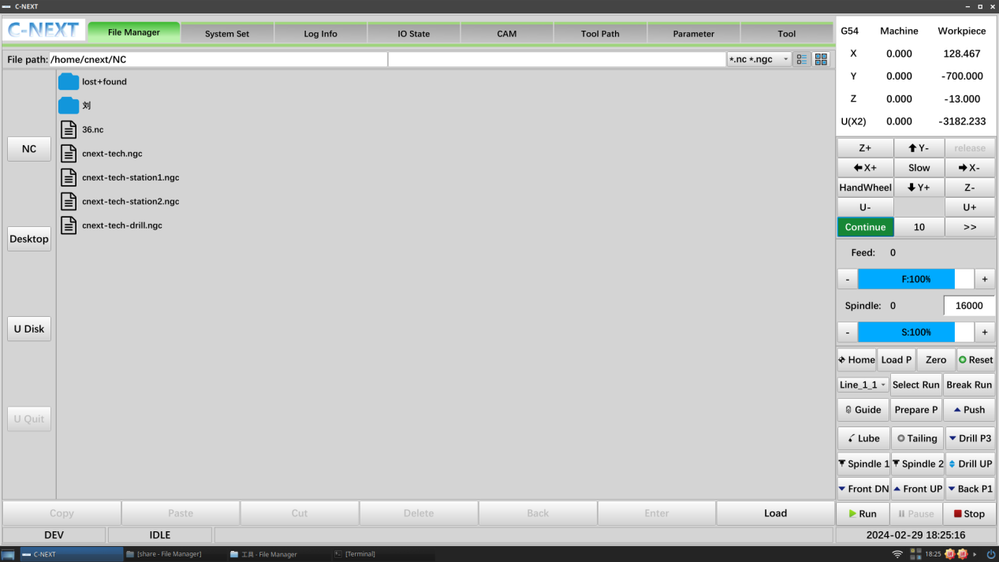 C-NEXT
C-NEXT File Manager System Set Log Info IO State CAM Tool Path Parameter Tool
File path: /home/cnext/NC *.nc *.ngc
lost+found
刘
36.nc
cnext-tech.ngc
cnext-tech-station1.ngc
cnext-tech-station2.ngc
cnext-tech-drill.ngc
NC
Desktop
U Disk
U Quit
Copy Paste Cut Delete Back Enter Load
DEV IDLE
G54 Machine Workpiece
X 0.000 128.467
Y 0.000 -700.000
Z 0.000 -13.000
U(X2) 0.000 -3182.233
Z+ Y- release
X+ Slow X-
HandWheel Y+ Z-
U- U+
Continue 10 >>
Feed: 0
- F:100% +
Spindle: 0 16000
- S:100% +
Home Load P Zero Reset
Line_1_1 Select Run Break Run
Guide Prepare P Push
Lube Tailing Drill P3
Spindle 1 Spindle 2 Drill UP
Front DN Front UP Back P1
Run Pause Stop
2024-02-29 18:25:16
C-NEXT [share - File Manager] 工具 - File Manager [Terminal] 18:25